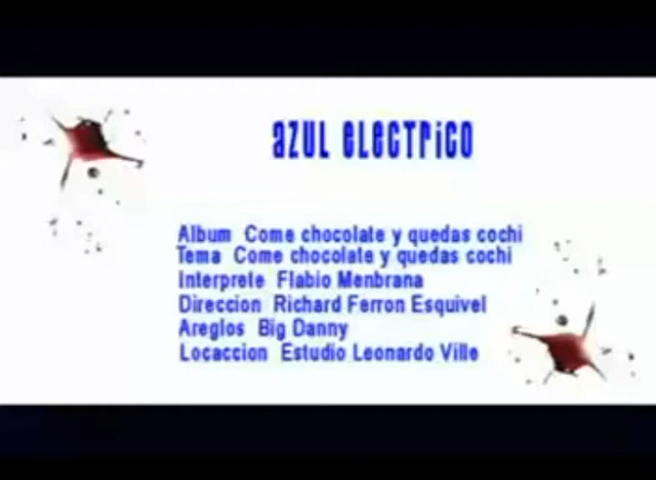 azul electrico
Album Come chocolate y quedas cochi
Tema Come chocolate y quedas cochi
Interprete Flabio Menbrana
Direccion Richard Ferron Esquivel
Areglos Big Danny
Locaccion Estudio Leonardo Ville